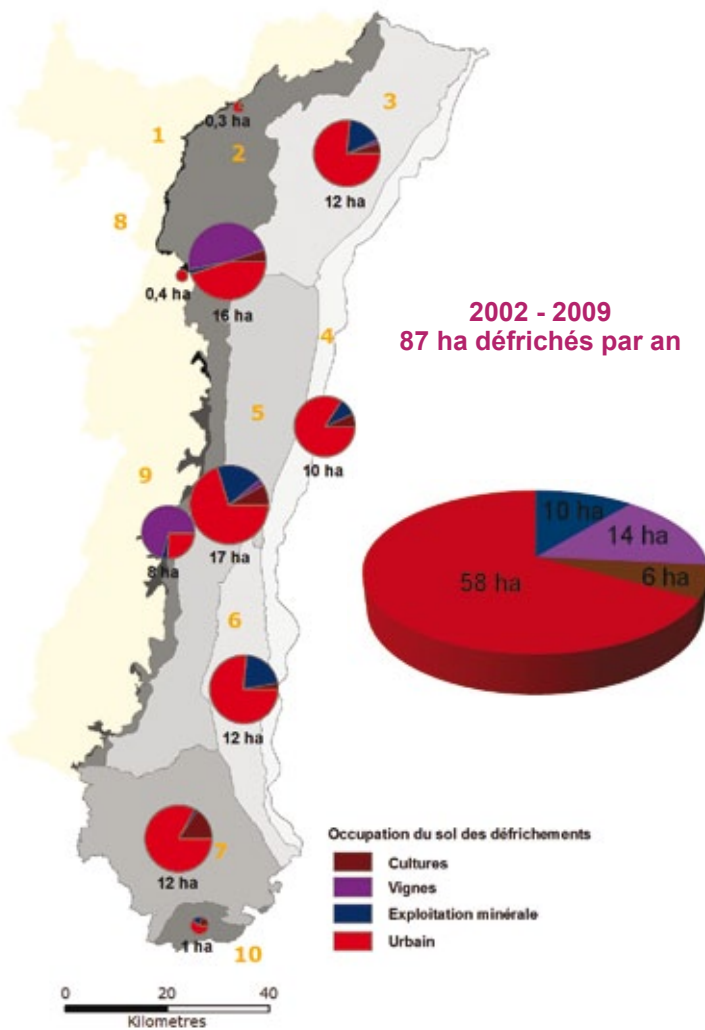 3
1
0,3 ha
2
12 ha
8
0,4 ha
16 ha
4
2002 - 2009
87 ha défrichés par an
5
10 ha
9
17 ha
8 ha
10 ha
14 ha
6 ha
58 ha
6
12 ha
7
12 ha
1 ha
10
Occupation du sol des défrichements
Cultures
Vignes
Exploitation minérale
Urbain
0 20 40
Kilometres